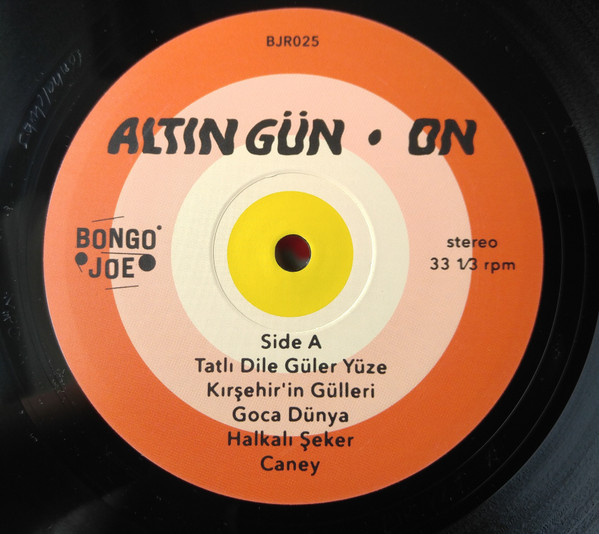 BJR025
ALTIN GÜN • ON
BONGO
JOE
stereo
33 1/3 rpm
Side A
Tatlı Dile Güler Yüze
Kırşehir'in Gülleri
Goca Dünya
Halkalı Şeker
Caney